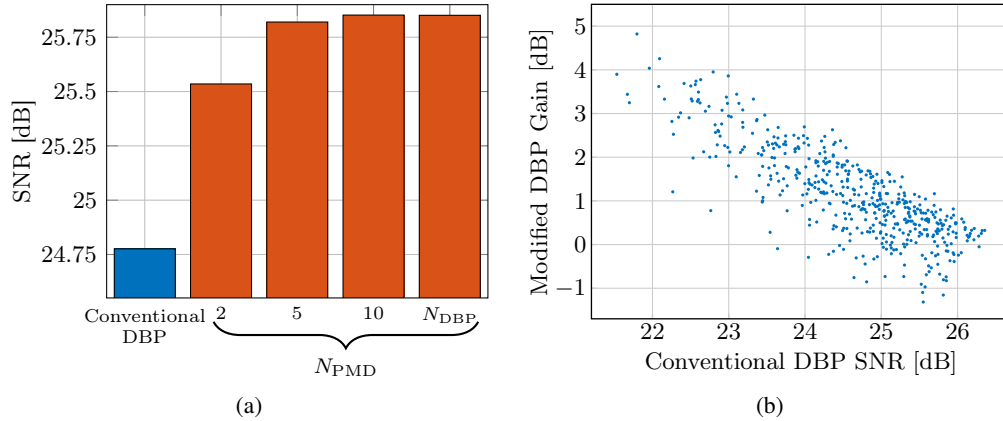 25.75
25.5
25.25
25
24.75
SNR [dB]
Conventional
DBP
2
5
10
N_DBP
N_PMD
(a)
5
4
3
2
1
0
−1
Modified DBP Gain [dB]
22
23
24
25
26
Conventional DBP SNR [dB]
(b)